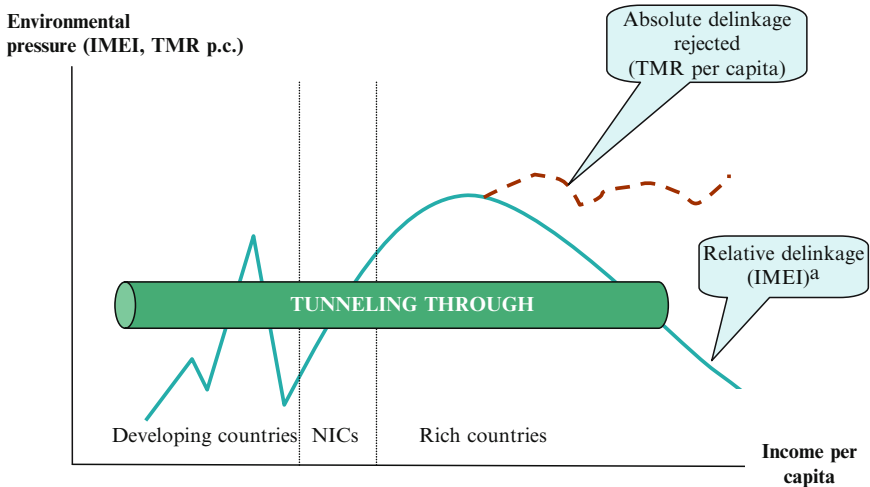 Environmental
pressure (IMEI, TMR p.c.)
Absolute delinkage
rejected
(TMR per capita)
Relative delinkage
(IMEI)a
TUNNELING THROUGH
Developing countries
NICs
Rich countries
Income per
capita